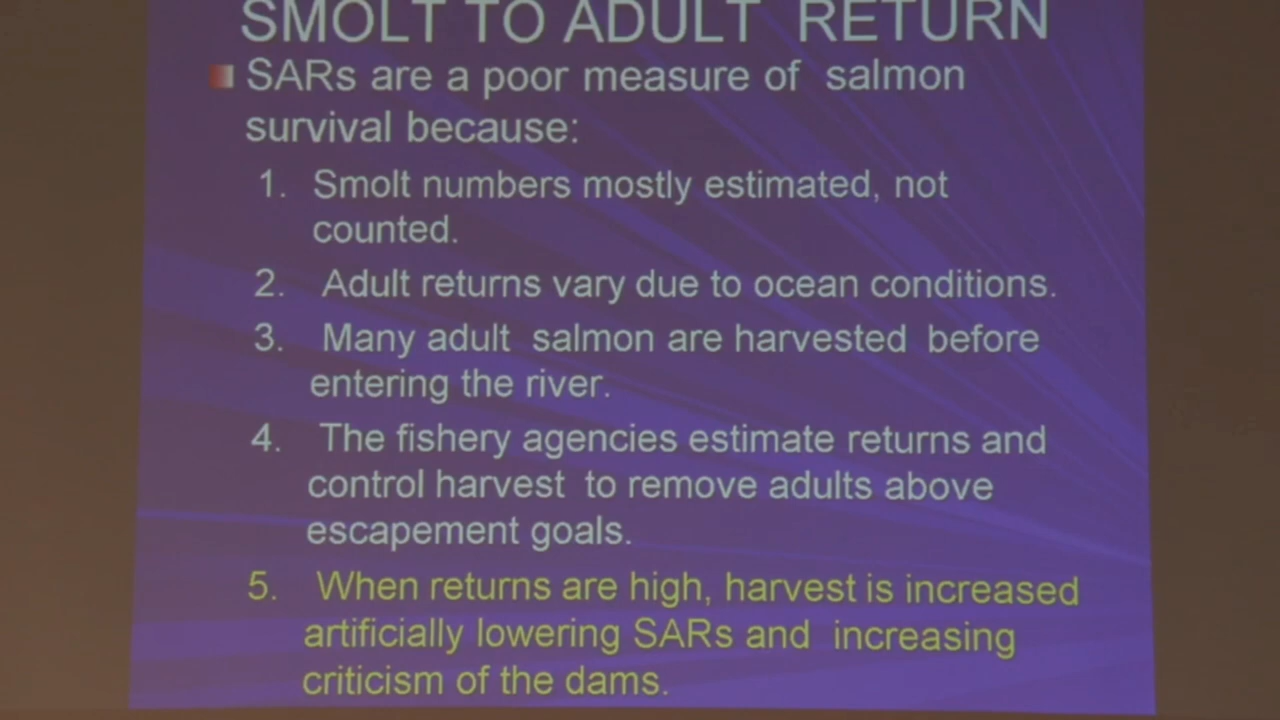 SMOLT TO ADULT RETURN
SARs are a poor measure of salmon
survival because:
1. Smolt numbers mostly estimated, not
counted.
2. Adult returns vary due to ocean conditions.
3. Many adult salmon are harvested before
entering the river.
4. The fishery agencies estimate returns and
control harvest to remove adults above
escapement goals.
5. When returns are high, harvest is increased
artificially lowering SARs and increasing
criticism of the dams.